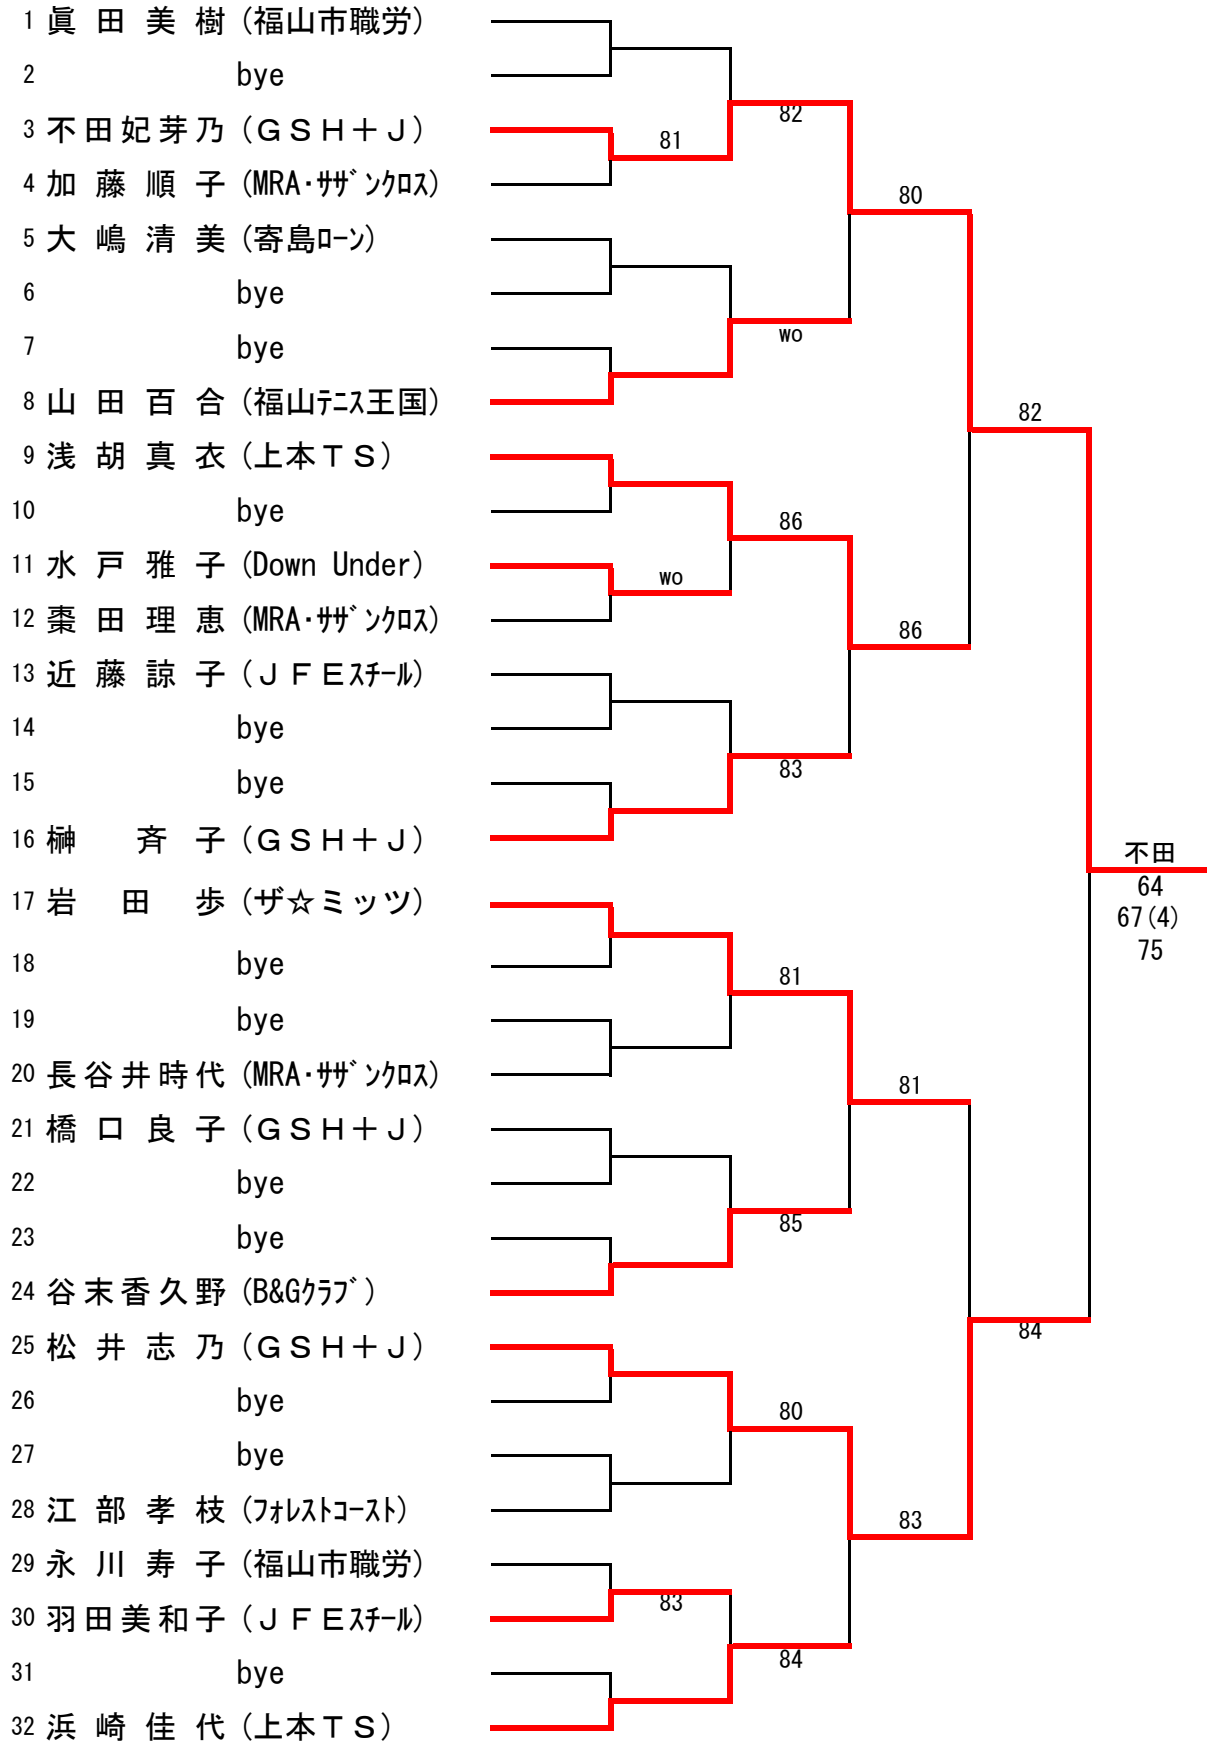 1 眞田美樹 (福山市職労)
2 bye
3 不田妃芽乃 (ＧＳＨ＋Ｊ)
81
82
4 加藤順子 (MRA･ｻｻﾞﾝｸﾛｽ)
80
5 大嶋清美 (寄島ﾛｰﾝ)
6 bye
wo
7 bye
8 山田百合 (福山ﾃﾆｽ王国)
82
9 浅胡真衣 (上本ＴＳ)
10 bye
86
11 水戸雅子 (Down Under)
wo
12 棗田理恵 (MRA･ｻｻﾞﾝｸﾛｽ)
86
13 近藤諒子 (ＪＦＥｽﾁｰﾙ)
14 bye
83
15 bye
16 榊斉子 (ＧＳＨ＋Ｊ)
不田
64
67(4)
75
17 岩田歩 (ザ☆ミッツ)
18 bye
81
19 bye
20 長谷井時代 (MRA･ｻｻﾞﾝｸﾛｽ)
81
21 橋口良子 (ＧＳＨ＋Ｊ)
22 bye
85
23 bye
24 谷末香久野 (B&Gｸﾗﾌﾞ)
84
25 松井志乃 (ＧＳＨ＋Ｊ)
26 bye
80
27 bye
28 江部孝枝 (ﾌｫﾚｽﾄｺｰｽﾄ)
83
29 永川寿子 (福山市職労)
83
30 羽田美和子 (ＪＦＥｽﾁｰﾙ)
84
31 bye
32 浜崎佳代 (上本ＴＳ)